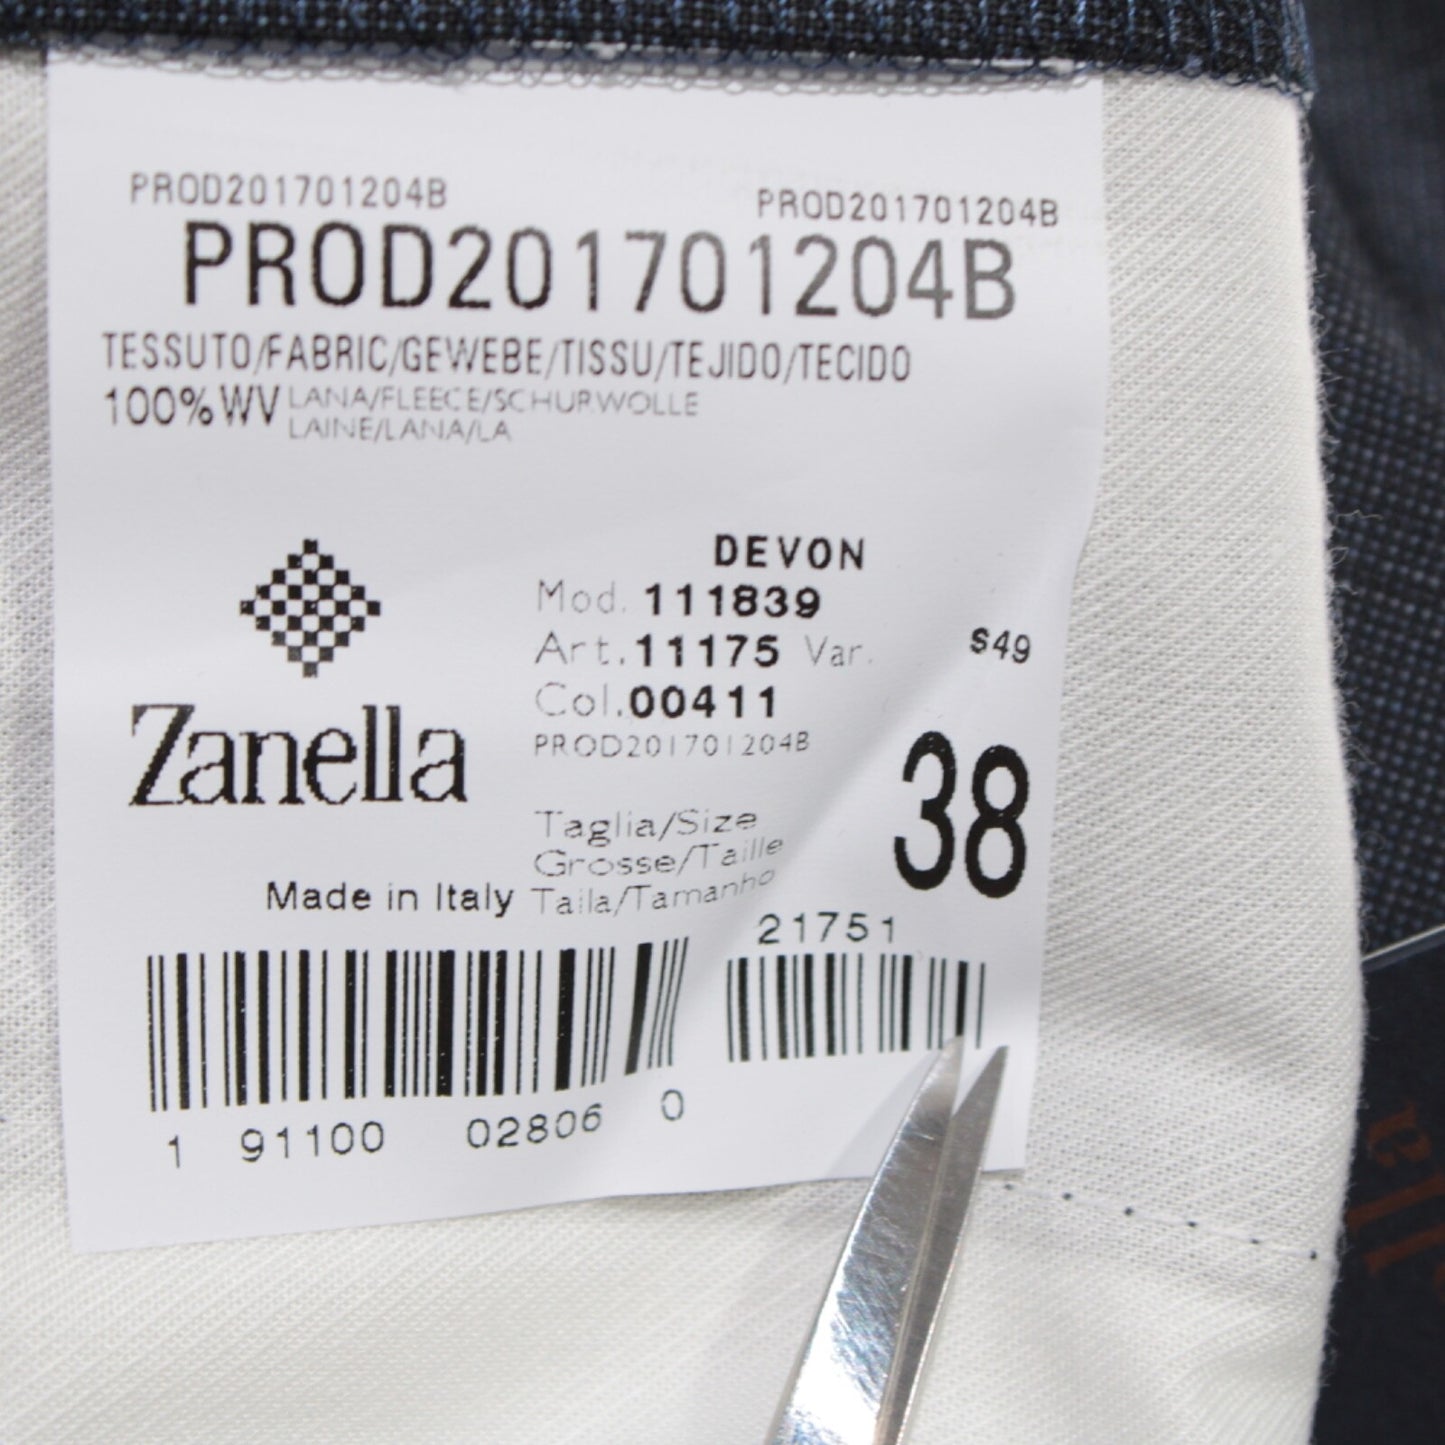 PROD201701204B PROD201701204B
PROD201701204B
TESSUTO/FABRIC/GEWEBE/TISSU/TEJIDO/TECIDO
100% WV LANA/FLEECE/SCHURWOLLE
LAINE/LANA/LA
DEVON
Mod. 111839
Art. 11175 Var. S49
Col. 00411
PROD201701204B
Zanella
38
Taglia/Size
Grosse/Taille
Made in Italy Taila/Tamanho
21751
1 91100 02806 0